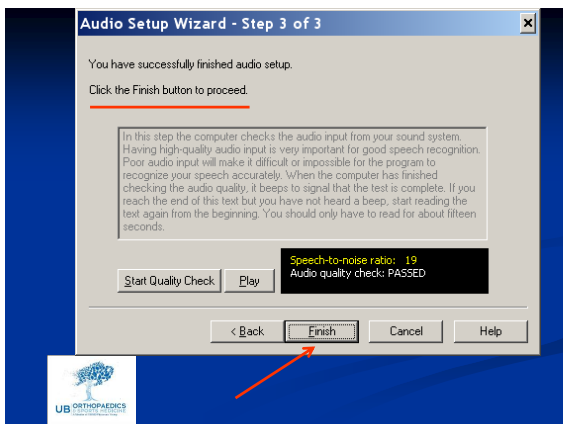 Audio Setup Wizard - Step 3 of 3
You have successfully finished audio setup.
Click the Finish button to proceed.
In this step the computer checks the audio input from your sound system.
Having high-quality audio input is very important for good speech recognition.
Poor audio input will make it difficult or impossible for the program to
recognize your speech accurately. When the computer has finished
checking the audio quality, it beeps to signal that the test is complete. If you
reach the end of this text but you have not heard a beep, start reading the
text again from the beginning. You should only have to read for about fifteen
seconds.
Speech-to-noise ratio: 19
Audio quality check: PASSED
Start Quality Check Play
< Back Finish Cancel Help
UB ORTHOPAEDICS
& SPORTS MEDICINE